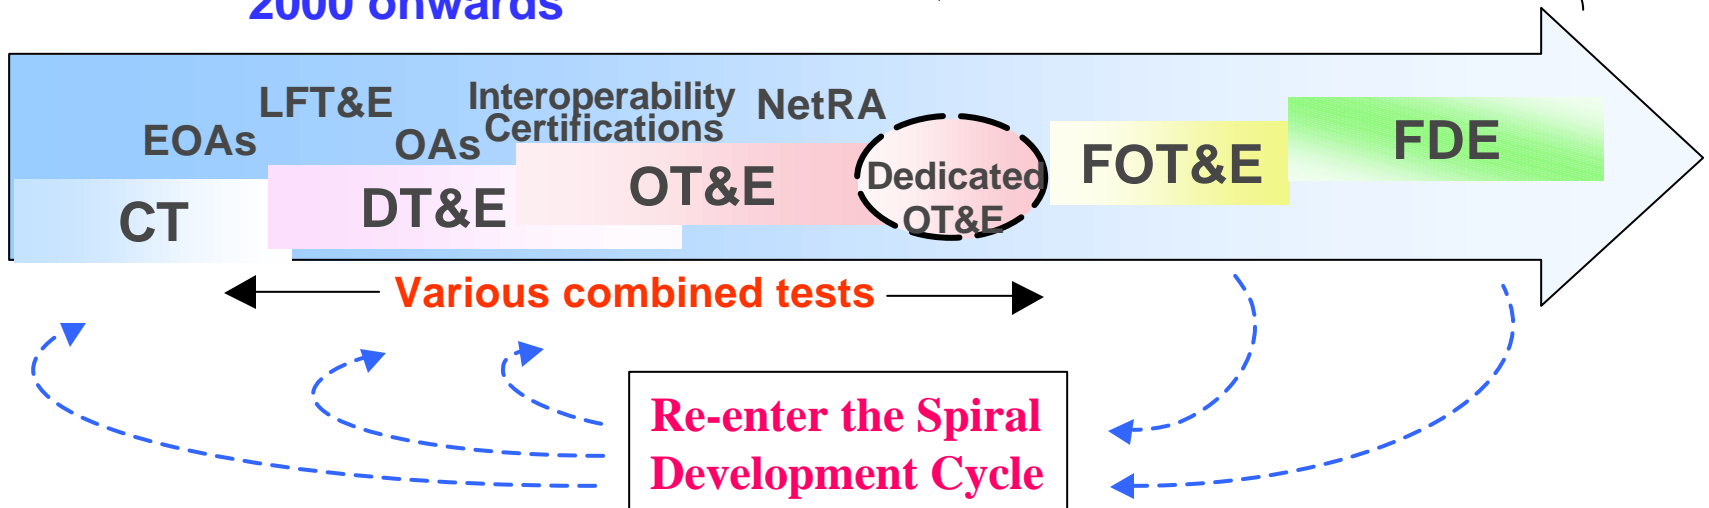 2000 onwards
LFT&E
Interoperability
Certifications
NetRA
EOAs
OAs
CT
DT&E
OT&E
Dedicated
OT&E
FOT&E
FDE
Various combined tests
Re-enter the Spiral
Development Cycle